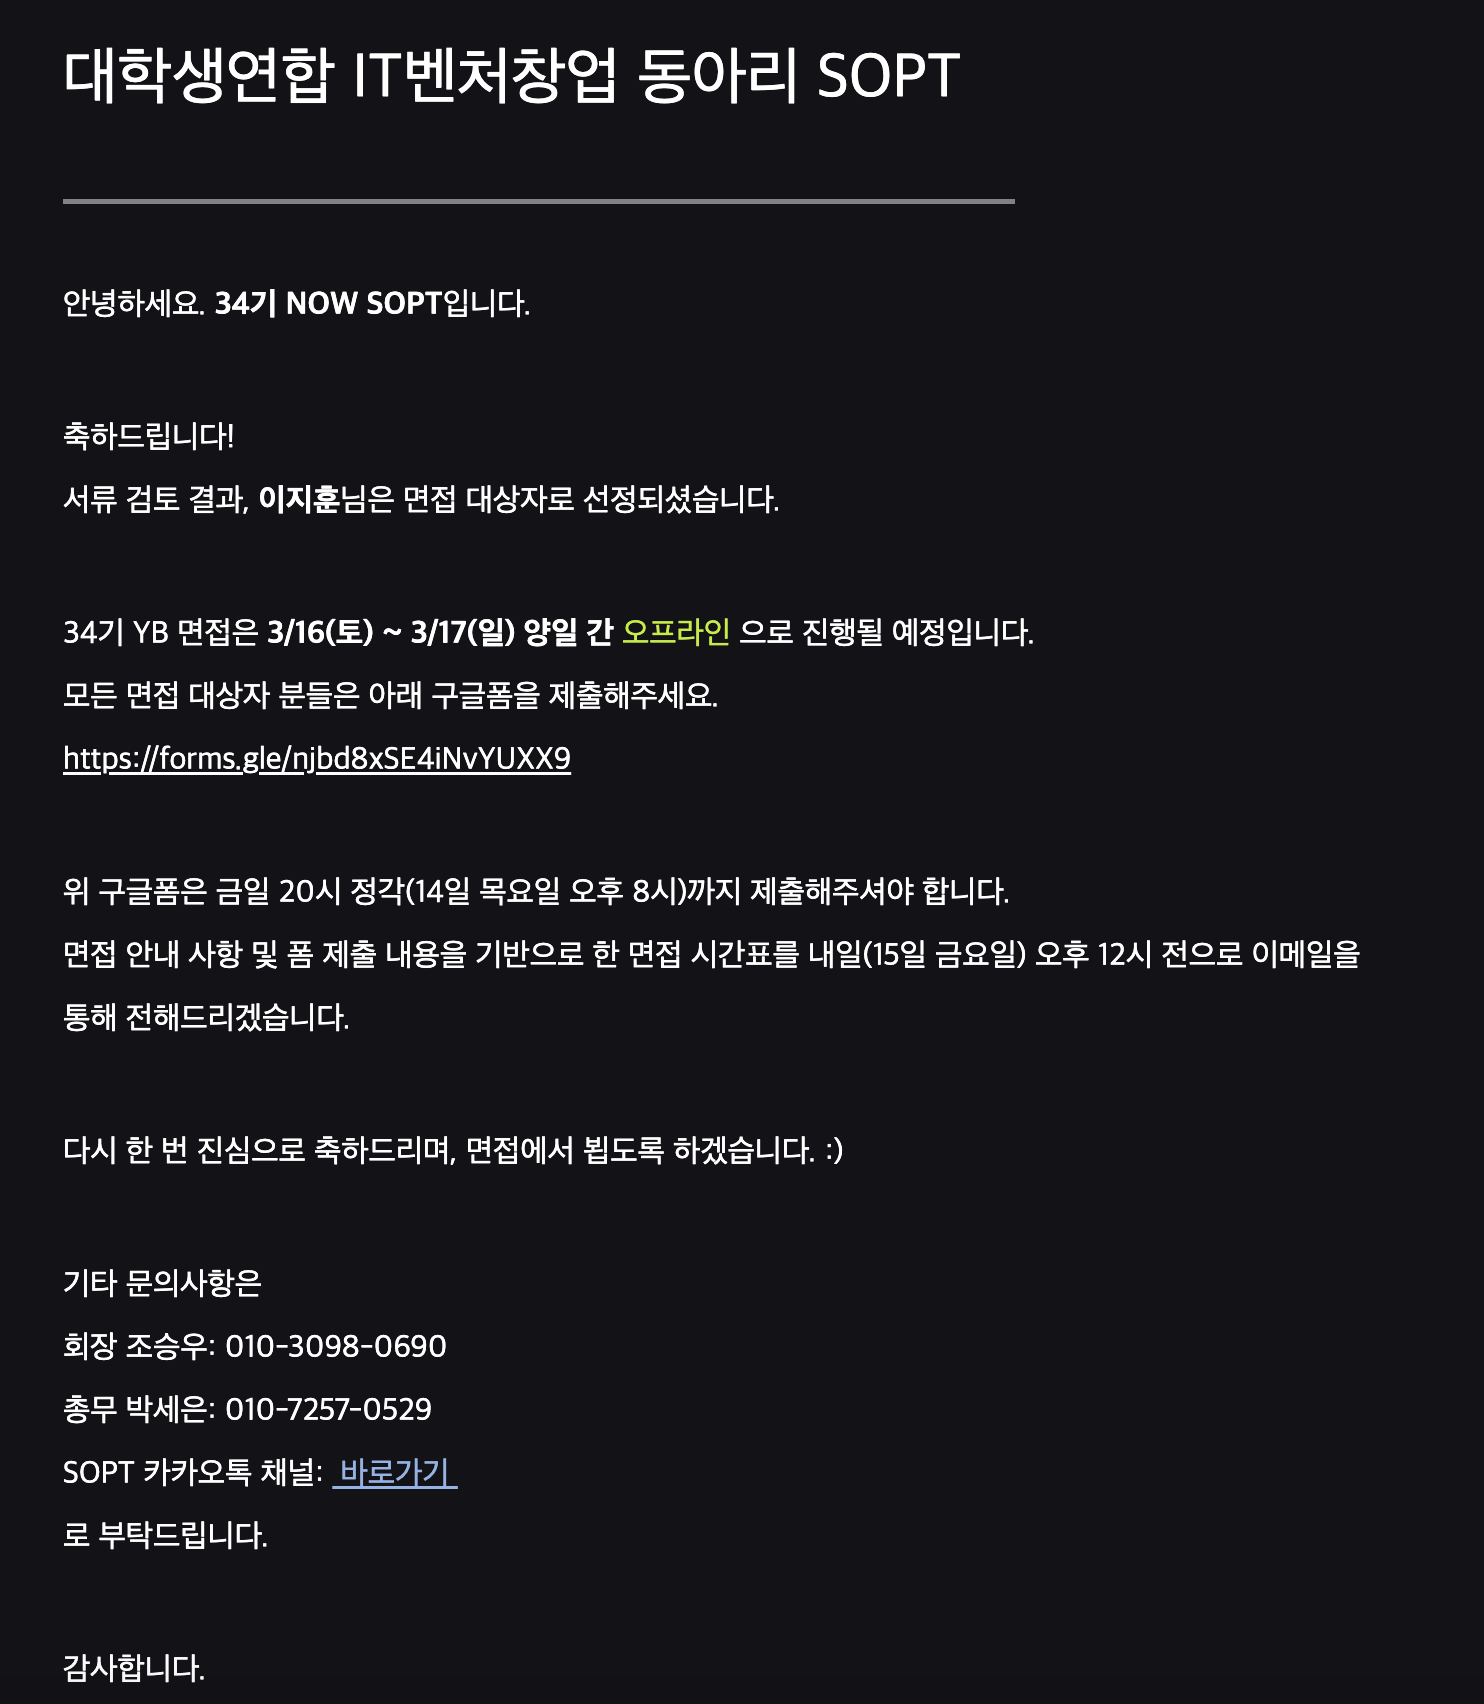 대학생연합 IT벤처창업 동아리 SOPT
안녕하세요. 34기 NOW SOPT입니다.
축하드립니다!
서류 검토 결과, 이지훈님은 면접 대상자로 선정되셨습니다.
34기 YB 면접은 3/16(토) ~ 3/17(일) 양일 간 오프라인 으로 진행될 예정입니다.
모든 면접 대상자 분들은 아래 구글폼을 제출해주세요.
https://forms.gle/njbd8xSE4iNvYUXX9
위 구글폼은 금일 20시 정각(14일 목요일 오후 8시)까지 제출해주셔야 합니다.
면접 안내 사항 및 폼 제출 내용을 기반으로 한 면접 시간표를 내일(15일 금요일) 오후 12시 전으로 이메일을
통해 전해드리겠습니다.
다시 한 번 진심으로 축하드리며, 면접에서 뵙도록 하겠습니다. :)
기타 문의사항은
회장 조승우: 010-3098-0690
총무 박세은: 010-7257-0529
SOPT 카카오톡 채널: 바로가기
로 부탁드립니다.
감사합니다.